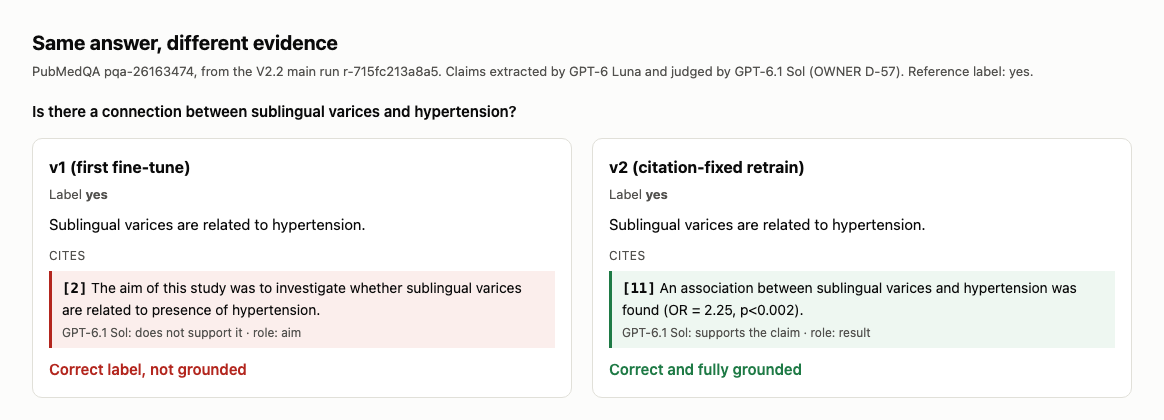 Same answer, different evidence
PubMedQA pqa-26163474, from the V2.2 main run r-715fc213a8a5. Claims extracted by GPT-6 Luna and judged by GPT-6.1 Sol (OWNER D-57). Reference label: yes.
Is there a connection between sublingual varices and hypertension?
v1 (first fine-tune)
Label yes
Sublingual varices are related to hypertension.
CITES
[2] The aim of this study was to investigate whether sublingual varices
are related to presence of hypertension.
GPT-6.1 Sol: does not support it · role: aim
Correct label, not grounded
v2 (citation-fixed retrain)
Label yes
Sublingual varices are related to hypertension.
CITES
[11] An association between sublingual varices and hypertension was
found (OR = 2.25, p<0.002).
GPT-6.1 Sol: supports the claim · role: result
Correct and fully grounded